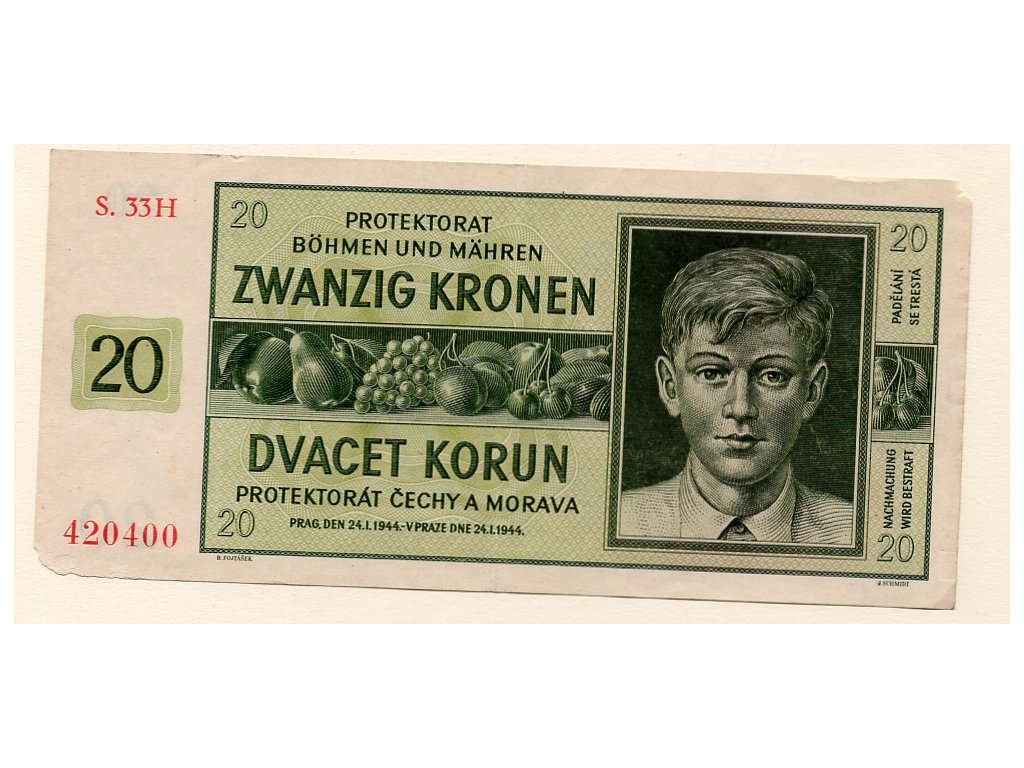 S. 33H
20
420400
20
PROTEKTORAT
BÖHMEN UND MÄHREN
ZWANZIG KRONEN
DVACET KORUN
PROTEKTORÁT ČECHY A MORAVA
PRAG, DEN 24.I.1944.-V PRAZE DNE 24.I.1944.
20
B. FOJTÁŠEK
20
PADĚLÁNÍ
SE TRESTÁ
NACHMACHUNG
WIRD BESTRAFT
20
J. SCHMIDT